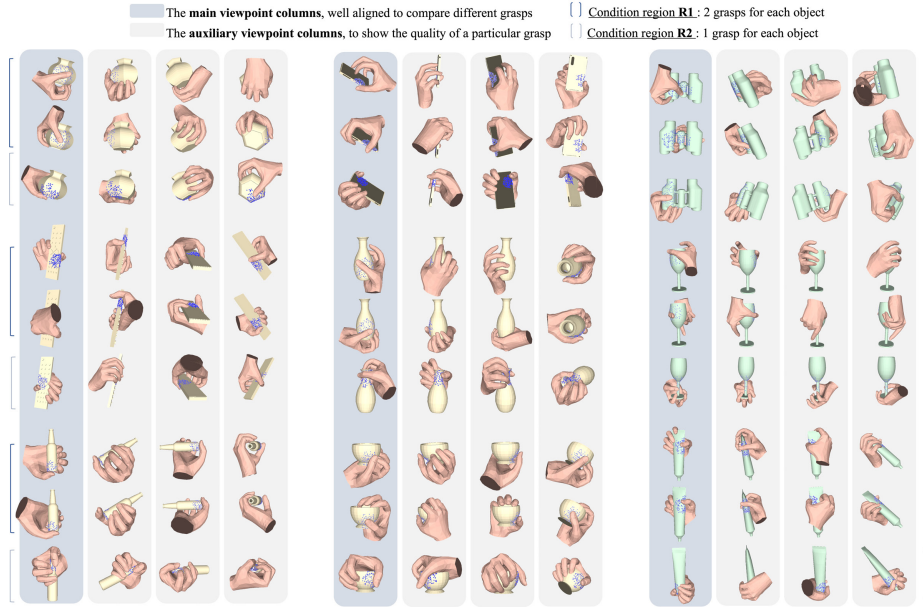 The main viewpoint columns, well aligned to compare different grasps
The auxiliary viewpoint columns, to show the quality of a particular grasp
Condition region R1 : 2 grasps for each object
Condition region R2 : 1 grasp for each object